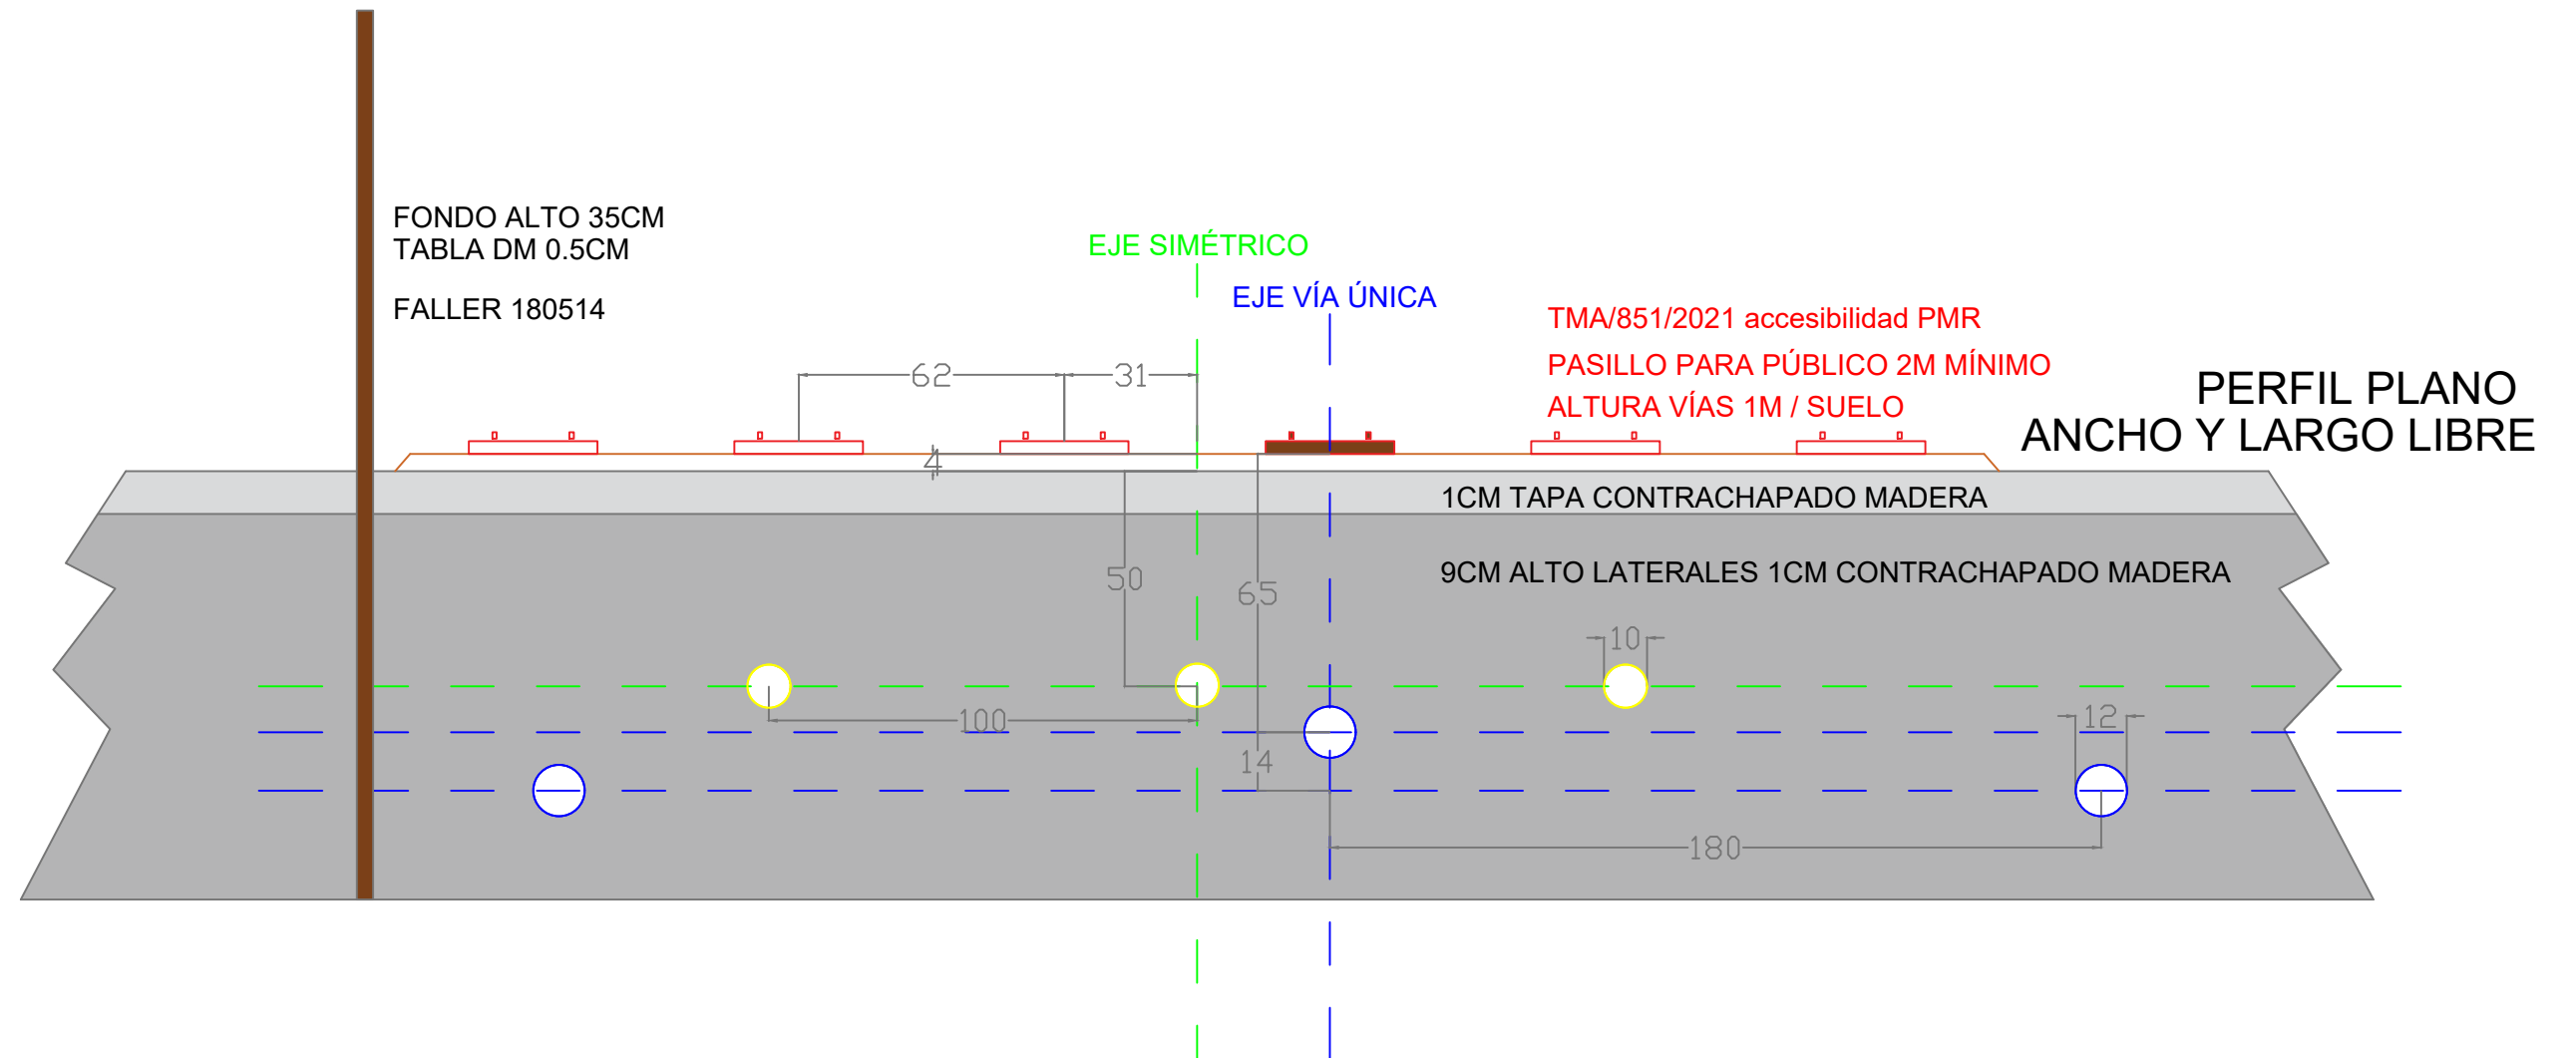 FONDO ALTO 35CM
TABLA DM 0.5CM
FALLER 180514
EJE SIMÉTRICO
EJE VÍA ÚNICA
TMA/851/2021 accesibilidad PMR
PASILLO PARA PÚBLICO 2M MÍNIMO
ALTURA VÍAS 1M / SUELO
PERFIL PLANO
ANCHO Y LARGO LIBRE
62
31
4
1CM TAPA CONTRACHAPADO MADERA
9CM ALTO LATERALES 1CM CONTRACHAPADO MADERA
50
65
10
100
12
14
180